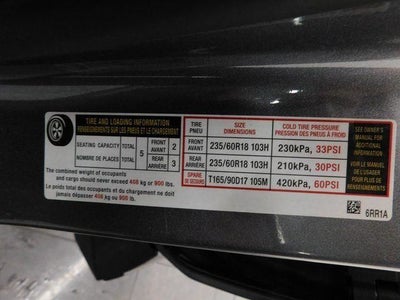 TIRE AND LOADING INFORMATION
RENSEIGNEMENTS SUR LES PNEUS ET LE CHARGEMENT
SEATING CAPACITY TOTAL 5 FRONT AVANT 2
NOMBRE DE PLACES TOTAL REAR ARRIÈRE 3
The combined weight of occupants
and cargo should never exceed 408 kg or 900 lbs.
Le poids total des occupants et du chargement ne doit
jamais dépasser 408 kg ou 900 lb.
TIRE PNEU SIZE DIMENSIONS COLD TIRE PRESSURE PRESSION DES PNEUS À FROID
FRONT AVANT 235/60R18 103H 230kPa, 33PSI
REAR ARRIÈRE 235/60R18 103H 210kPa, 30PSI
SPARE DE SECOURS T165/90D17 105M 420kPa, 60PSI
SEE OWNER'S
MANUAL FOR
ADDITIONAL
INFORMATION
VOIR LE MANUEL
DE L'USAGER
POUR PLUS DE
RENSEIGNEMENTS
6RR1A